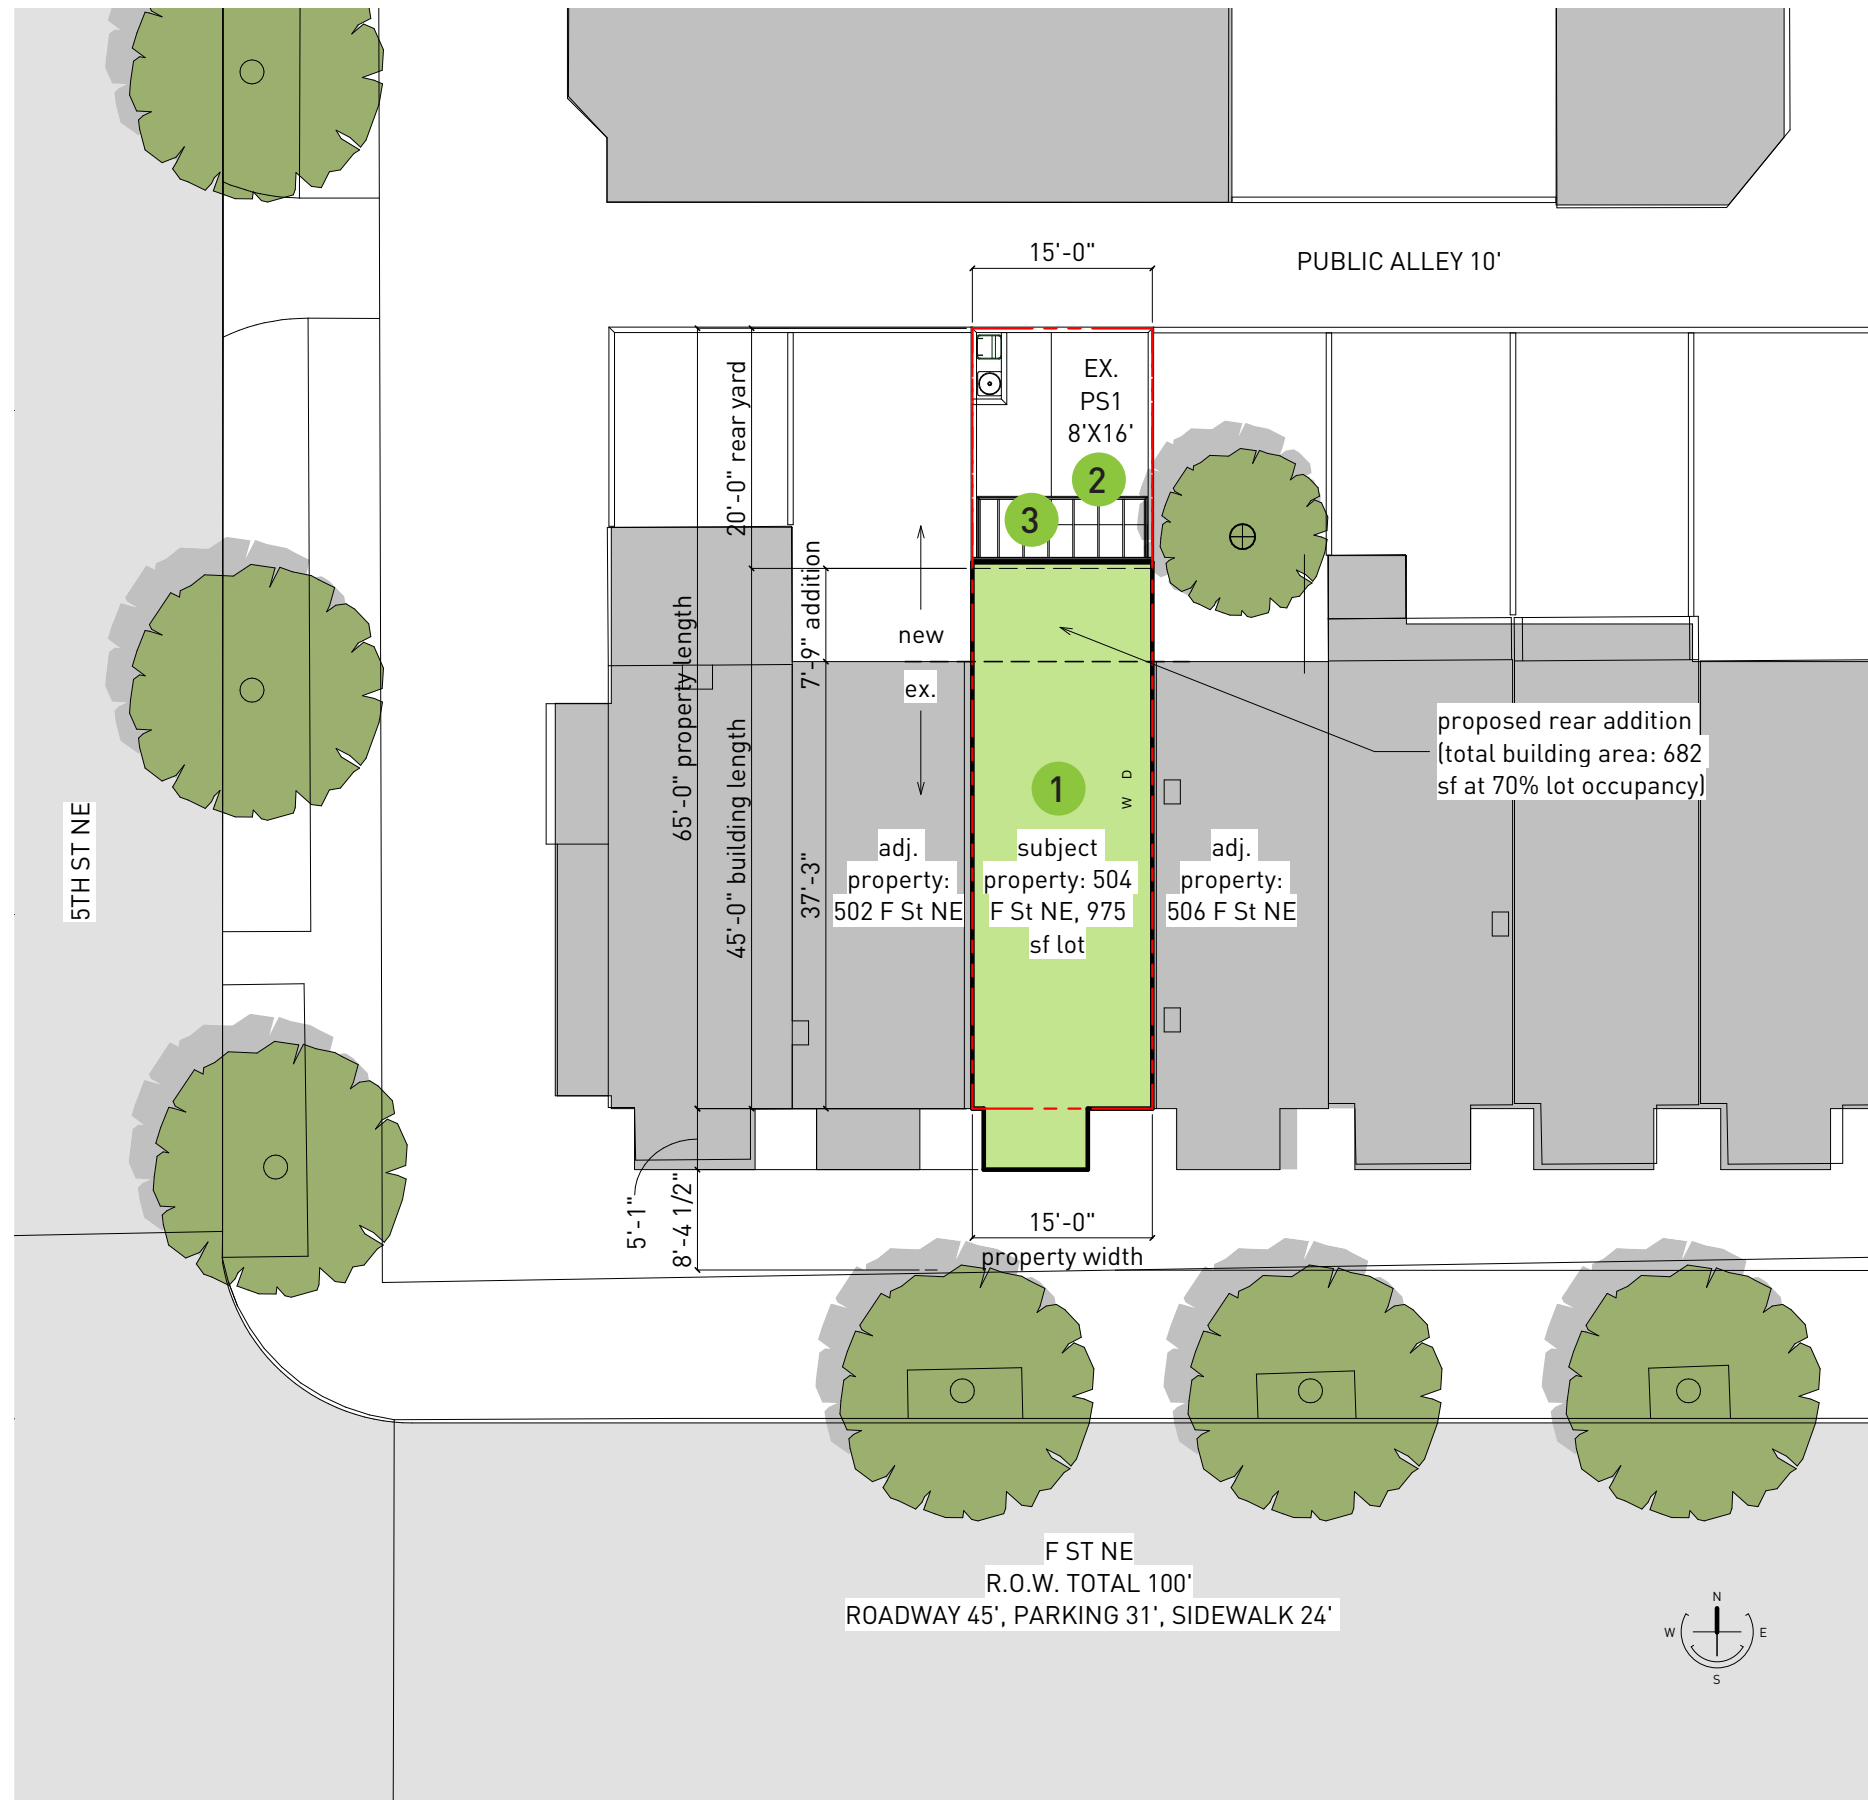 15'-0"
PUBLIC ALLEY 10'
EX.
PS1
8'X16'
2
3
20'-0" rear yard
7'-9" addition
65'-0" property length
45'-0" building length
37'-3"
new
ex.
proposed rear addition
(total building area: 682
sf at 70% lot occupancy)
1
W D
adj.
property:
502 F St NE
subject
property: 504
F St NE, 975
sf lot
adj.
property:
506 F St NE
5TH ST NE
5'-1"
8'-4 1/2"
15'-0"
property width
F ST NE
R.O.W. TOTAL 100'
ROADWAY 45', PARKING 31', SIDEWALK 24'
N
W E
S